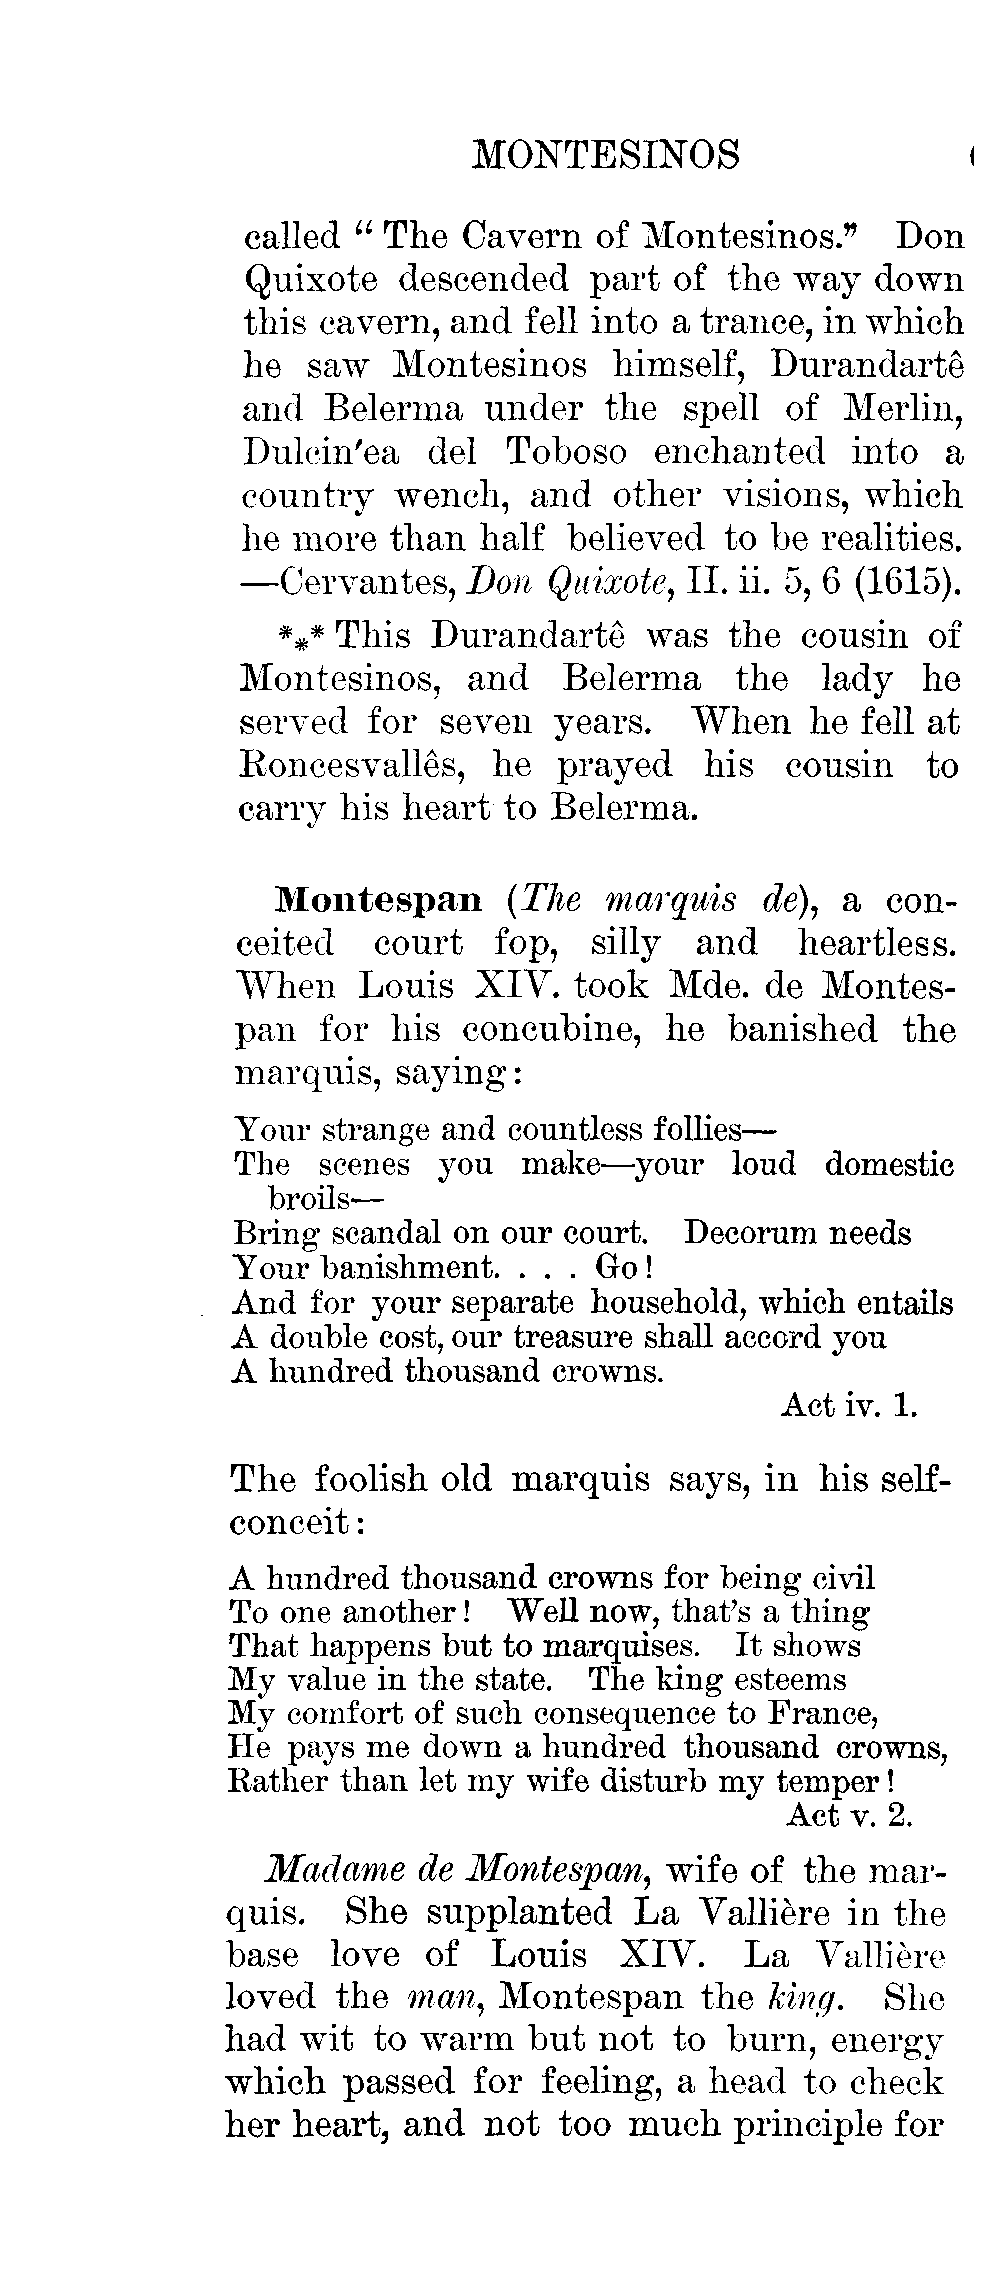 MONTESINOS
called “The Cavern of Montesinos.” Don
Quixote descended part of the way down
this cavern, and fell into a trance, in which
he saw Montesinos himself, Durandartê
and Belerma under the spell of Merlin,
Dulcin′ea del Toboso enchanted into a
country wench, and other visions, which
he more than half believed to be realities.
—Cervantes, Don Quixote, II. ii. 5, 6 (1615).
*⁎* This Durandartê was the cousin of
Montesinos, and Belerma the lady he
served for seven years. When he fell at
Roncesvallês, he prayed his cousin to
carry his heart to Belerma.
Montespan (The marquis de), a con-
ceited court fop, silly and heartless.
When Louis XIV. took Mde. de Montes-
pan for his concubine, he banished the
marquis, saying:
Your strange and countless follies—
The scenes you make—your loud domestic
broils—
Bring scandal on our court. Decorum needs
Your banishment. . . . Go!
And for your separate household, which entails
A double cost, our treasure shall accord you
A hundred thousand crowns.
Act iv. 1.
The foolish old marquis says, in his self-
conceit:
A hundred thousand crowns for being civil
To one another! Well now, that’s a thing
That happens but to marquises. It shows
My value in the state. The king esteems
My comfort of such consequence to France,
He pays me down a hundred thousand crowns,
Rather than let my wife disturb my temper!
Act v. 2.
Madame de Montespan, wife of the mar-
quis. She supplanted La Vallière in the
base love of Louis XIV. La Vallière
loved the man, Montespan the king. She
had wit to warm but not to burn, energy
which passed for feeling, a head to check
her heart, and not too much principle for